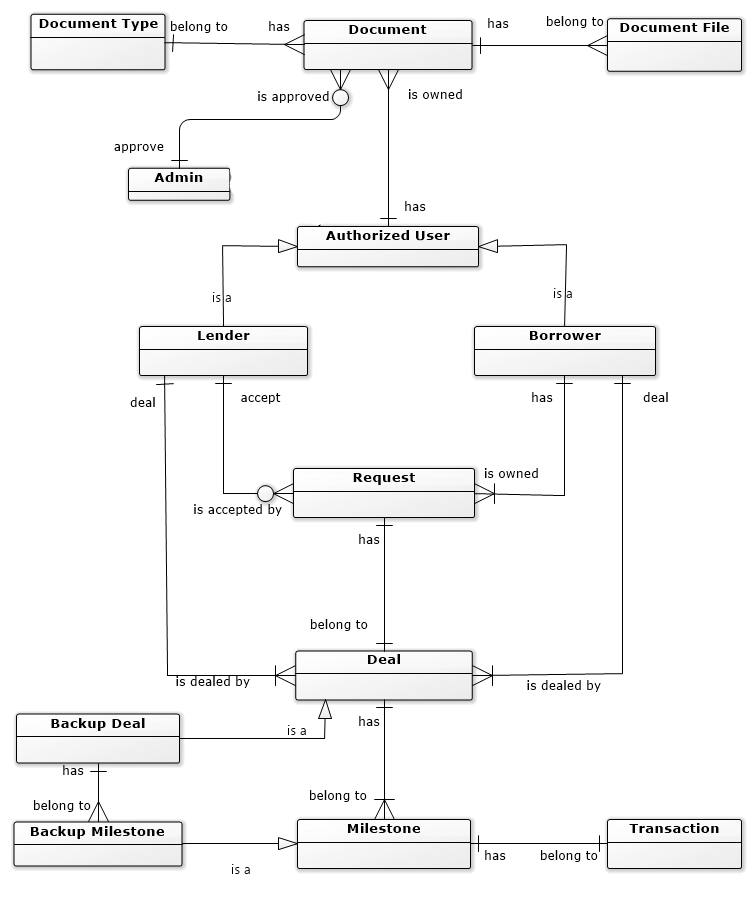 Document Type
belong to
has
Document
has
belong to
Document File
is approved
is owned
approve
Admin
has
Authorized User
is a
is a
Lender
Borrower
deal
accept
has
deal
Request
is owned
is accepted by
has
belong to
Deal
is dealed by
is dealed by
Backup Deal
is a
has
has
belong to
belong to
Backup Milestone
Milestone
Transaction
is a
has
belong to